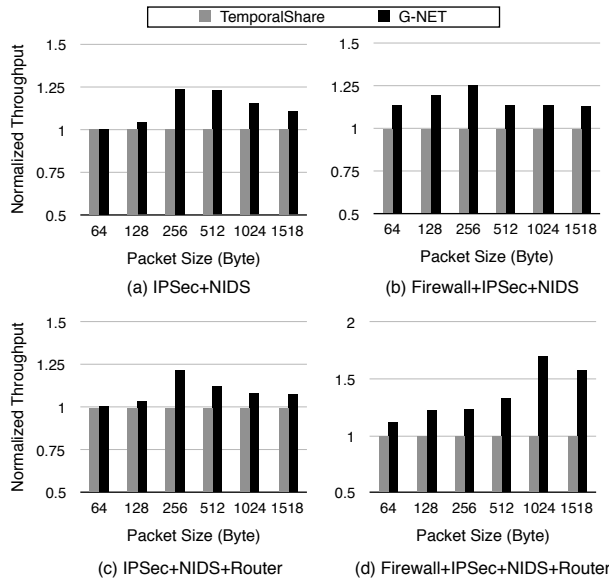 TemporalShare G-NET
Normalized Throughput
1.5
1.25
1
0.75
0.5
64 128 256 512 1024 1518
Packet Size (Byte)
(a) IPSec+NIDS
1.5
1.25
1
0.75
0.5
64 128 256 512 1024 1518
Packet Size (Byte)
(b) Firewall+IPSec+NIDS
Normalized Throughput
1.5
1.25
1
0.75
0.5
64 128 256 512 1024 1518
Packet Size (Byte)
(c) IPSec+NIDS+Router
2
1.5
1
0.5
64 128 256 512 1024 1518
Packet Size (Byte)
(d) Firewall+IPSec+NIDS+Router